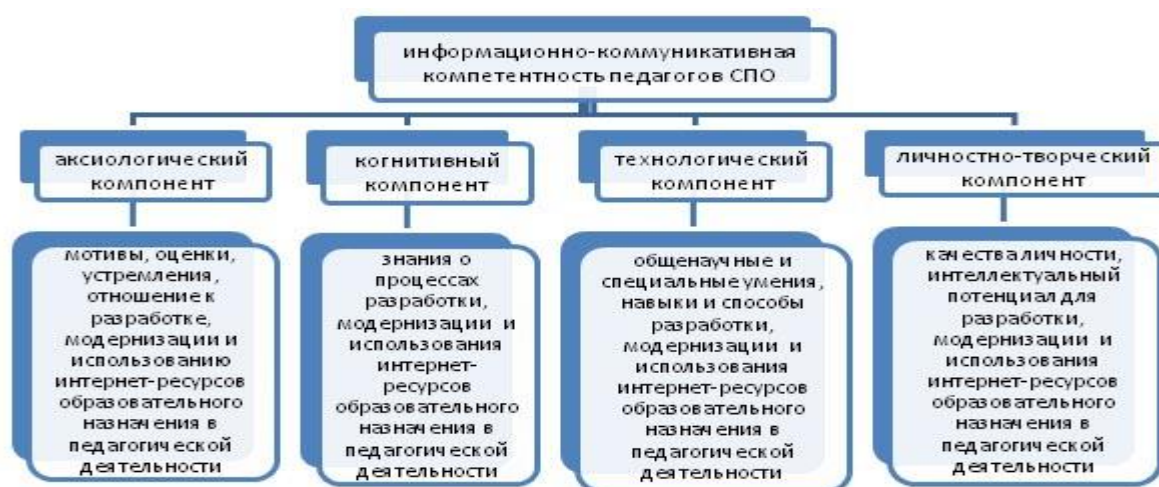 информационно-коммуникативная
компетентность педагогов СПО
аксиологический
компонент
когнитивный
компонент
технологический
компонент
личностно-творческий
компонент
мотивы, оценки,
устремления,
отношение к
разработке,
модернизации и
использованию
интернет-ресурсов
образовательного
назначения в
педагогической
деятельности
знания о
процессах
разработки,
модернизации и
использования
интернет-
ресурсов
образовательного
назначения в
педагогической
деятельности
общенаучные и
специальные умения,
навыки и способы
разработки,
модернизации и
использования
интернет-ресурсов
образовательного
назначения в
педагогической
деятельности
качества личности,
интеллектуальный
потенциал для
разработки,
модернизации и
использования
интернет-ресурсов
образовательного
назначения в
педагогической
деятельности